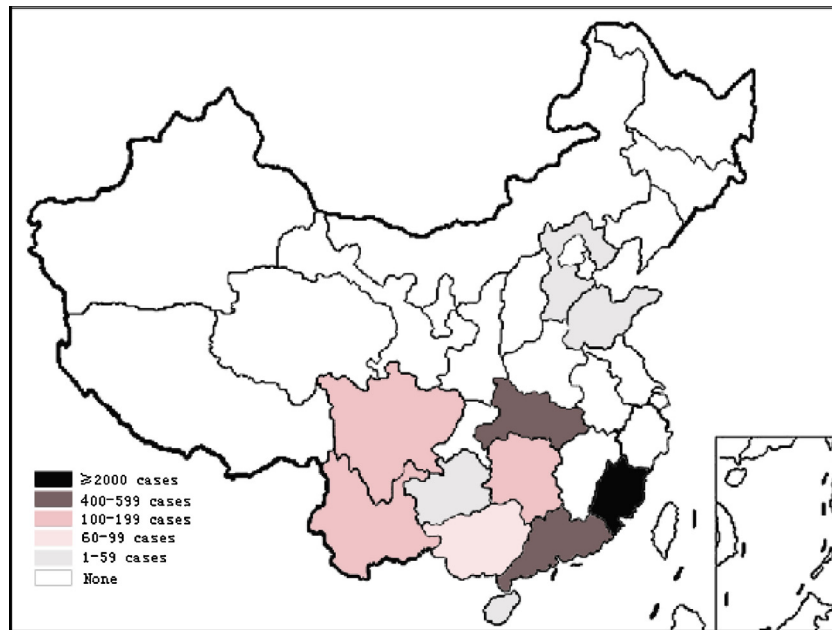 ≥2000 cases
400-599 cases
100-199 cases
60-99 cases
1-59 cases
None